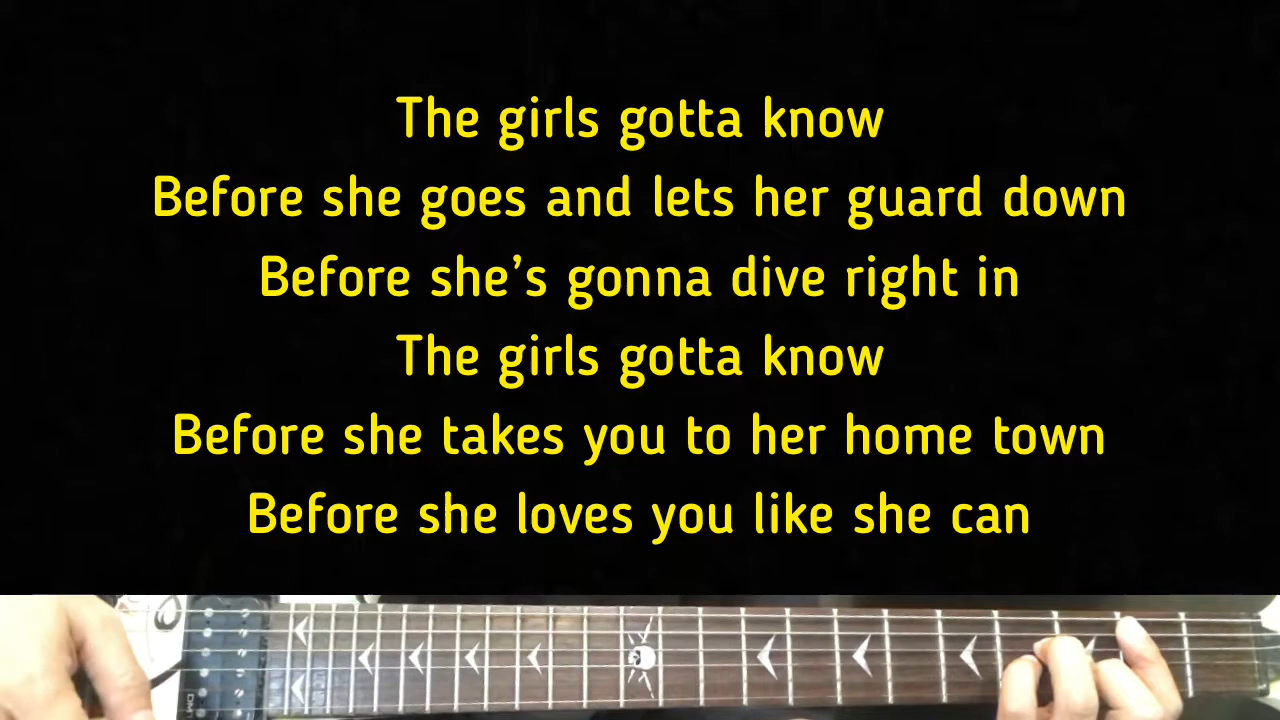 The girls gotta know
Before she goes and lets her guard down
Before she’s gonna dive right in
The girls gotta know
Before she takes you to her home town
Before she loves you like she can